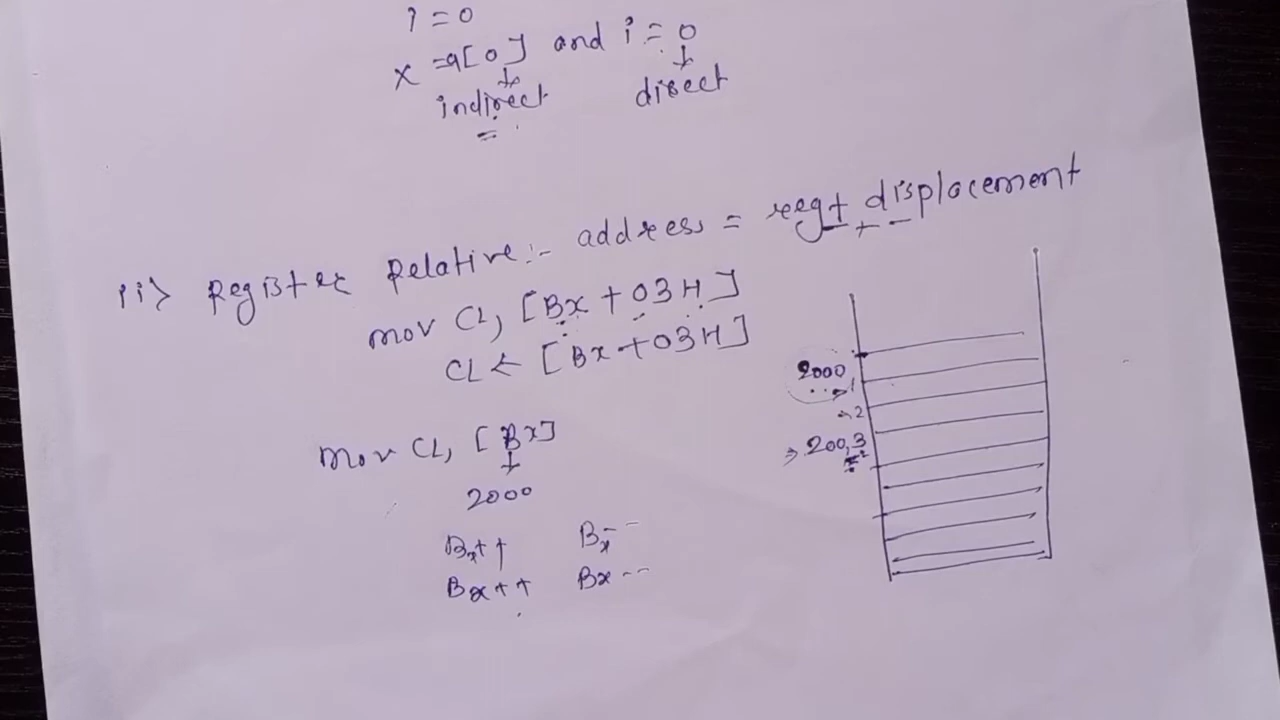 i = 0
x = a[0] and i = 0
indirect direct
ii> Register Relative :- address = reg + displacement
mov CL, [Bx + 03H]
CL ← [Bx + 03H]
mov CL, [Bx]
2000
Bx++ Bx--
Bx++ Bx--
2000
1
2
2003